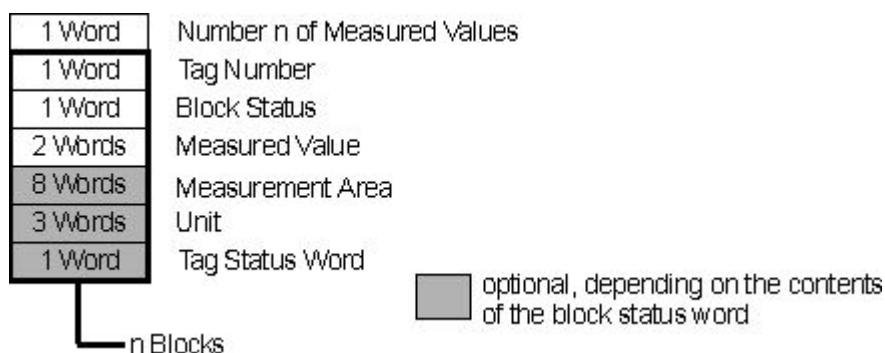 1 Word Number n of Measured Values
1 Word Tag Number
1 Word Block Status
2 Words Measured Value
8 Words Measurement Area
3 Words Unit
1 Word Tag Status Word
optional, depending on the contents
of the block status word
n Blocks